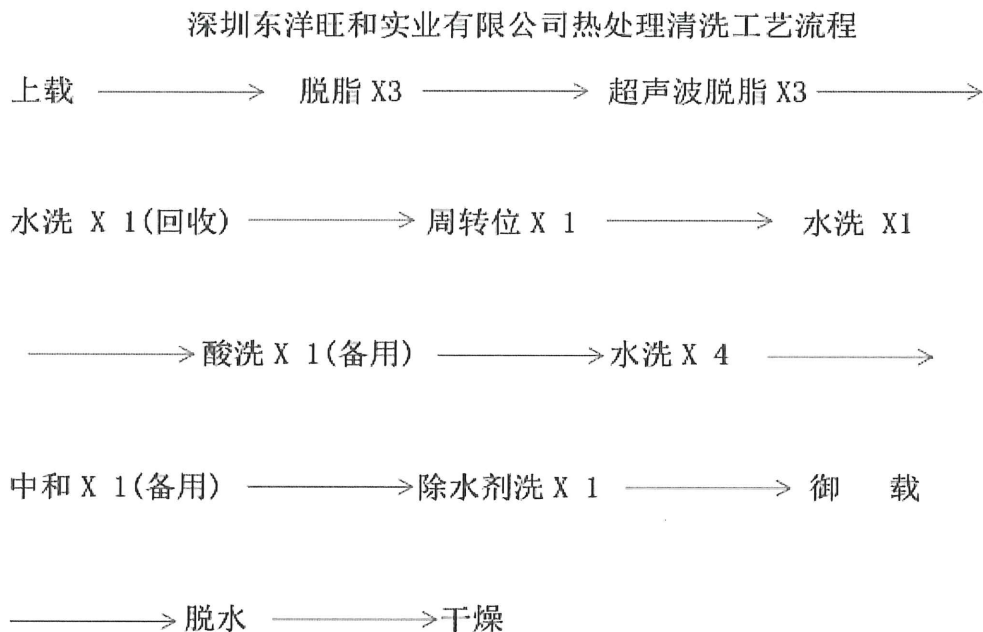 深圳东洋旺和实业有限公司热处理清洗工艺流程
上载 → 脱脂 X3 → 超声波脱脂 X3 →
水洗 X 1(回收) → 周转位 X 1 → 水洗 X1
→ 酸洗 X 1(备用) → 水洗 X 4 →
中和 X 1(备用) → 除水剂洗 X 1 → 御 载
→ 脱水 → 干燥